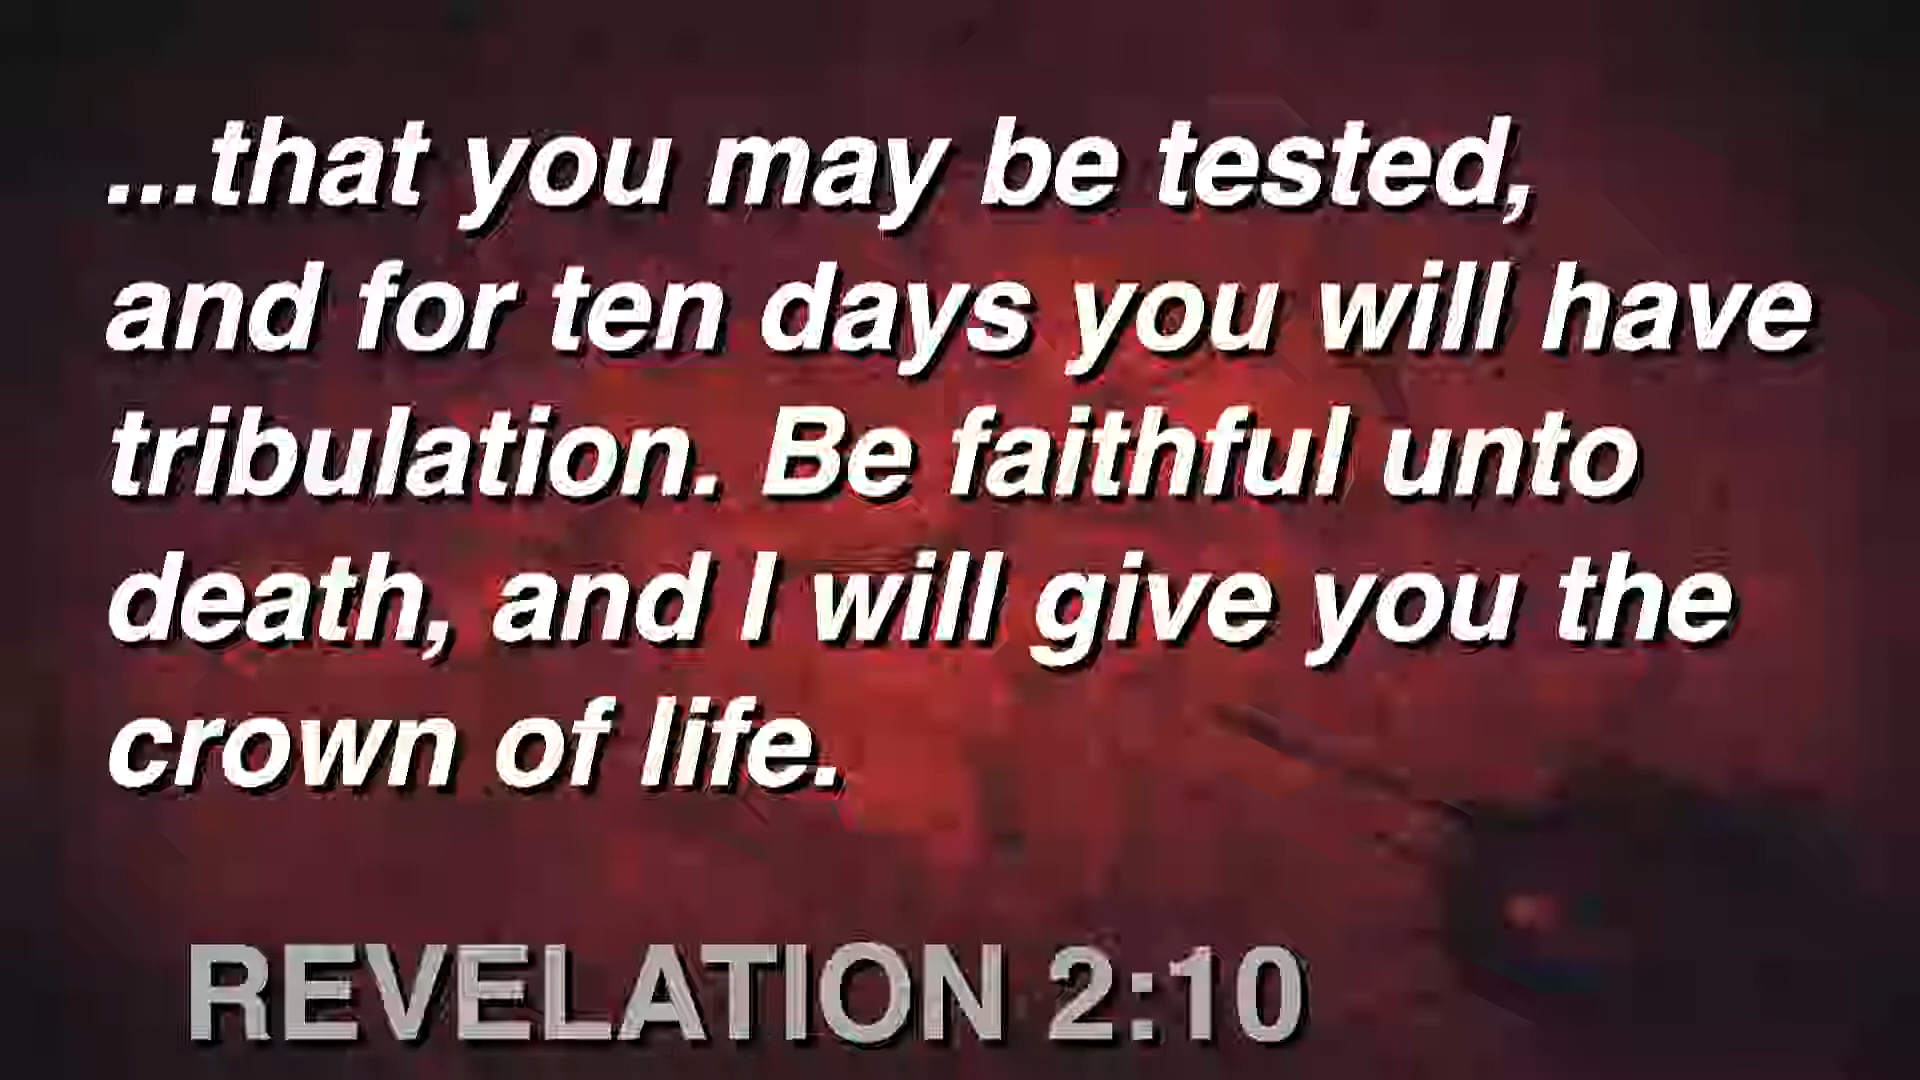 ...that you may be tested,
and for ten days you will have
tribulation. Be faithful unto
death, and I will give you the
crown of life.
REVELATION 2:10